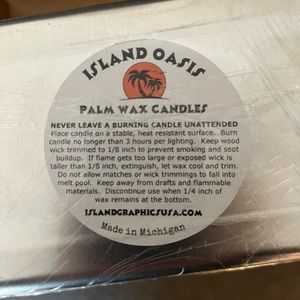 ISLAND OASIS
PALM WAX CANDLES
NEVER LEAVE A BURNING CANDLE UNATTENDED
Place candle on a stable, heat resistant surface. Burn
candle no longer than 3 hours per lighting. Keep wood
wick trimmed to 1/8 inch to prevent smoking and soot
buildup. If flame gets too large or exposed wick is
taller than 1/8 inch, extinguish, let wax cool and trim.
Do not allow matches or wick trimmings to fall into
melt pool. Keep away from drafts and flammable
materials. Discontinue use when 1/4 inch of
wax remains at the bottom.
ISLANDGRAPHICSUSA.COM
Made in Michigan